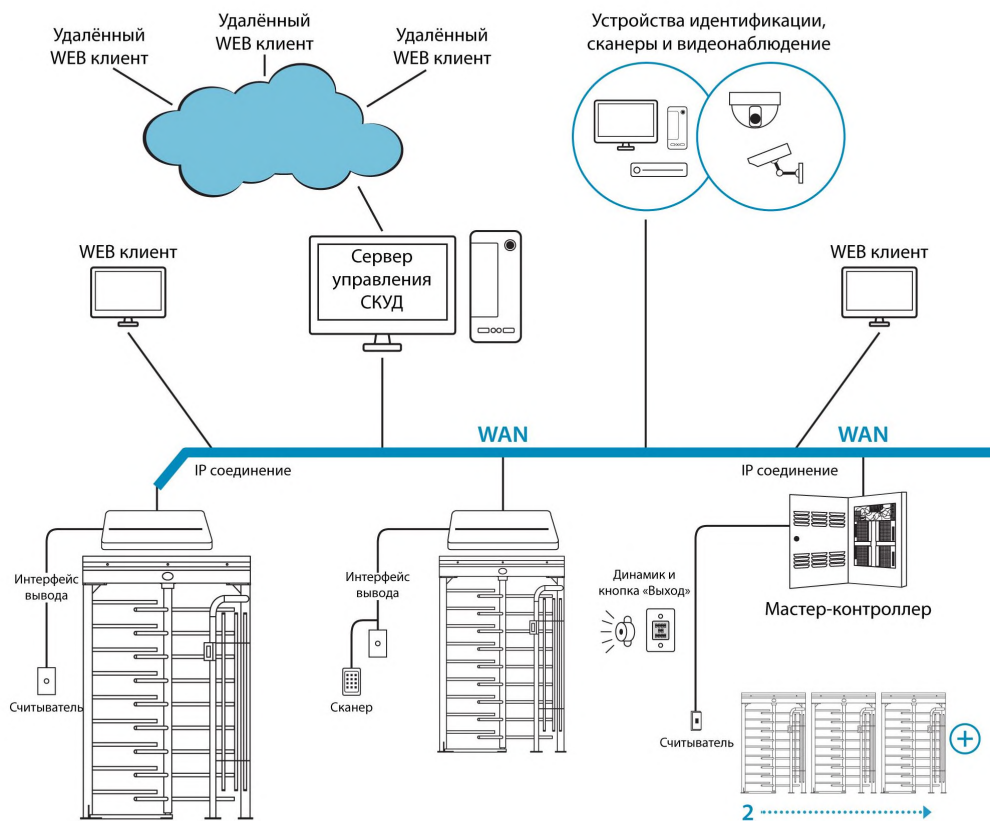 Удалённый
WEB клиент
Удалённый
WEB клиент
Удалённый
WEB клиент
Устройства идентификации,
сканеры и видеонаблюдение
WEB клиент
Сервер
управления
СКУД
WEB клиент
WAN
WAN
IP соединение
IP соединение
Интерфейс
вывода
Интерфейс
вывода
Динамик и
кнопка «Выход»
Мастер-контроллер
Считыватель
Сканер
Считыватель
2